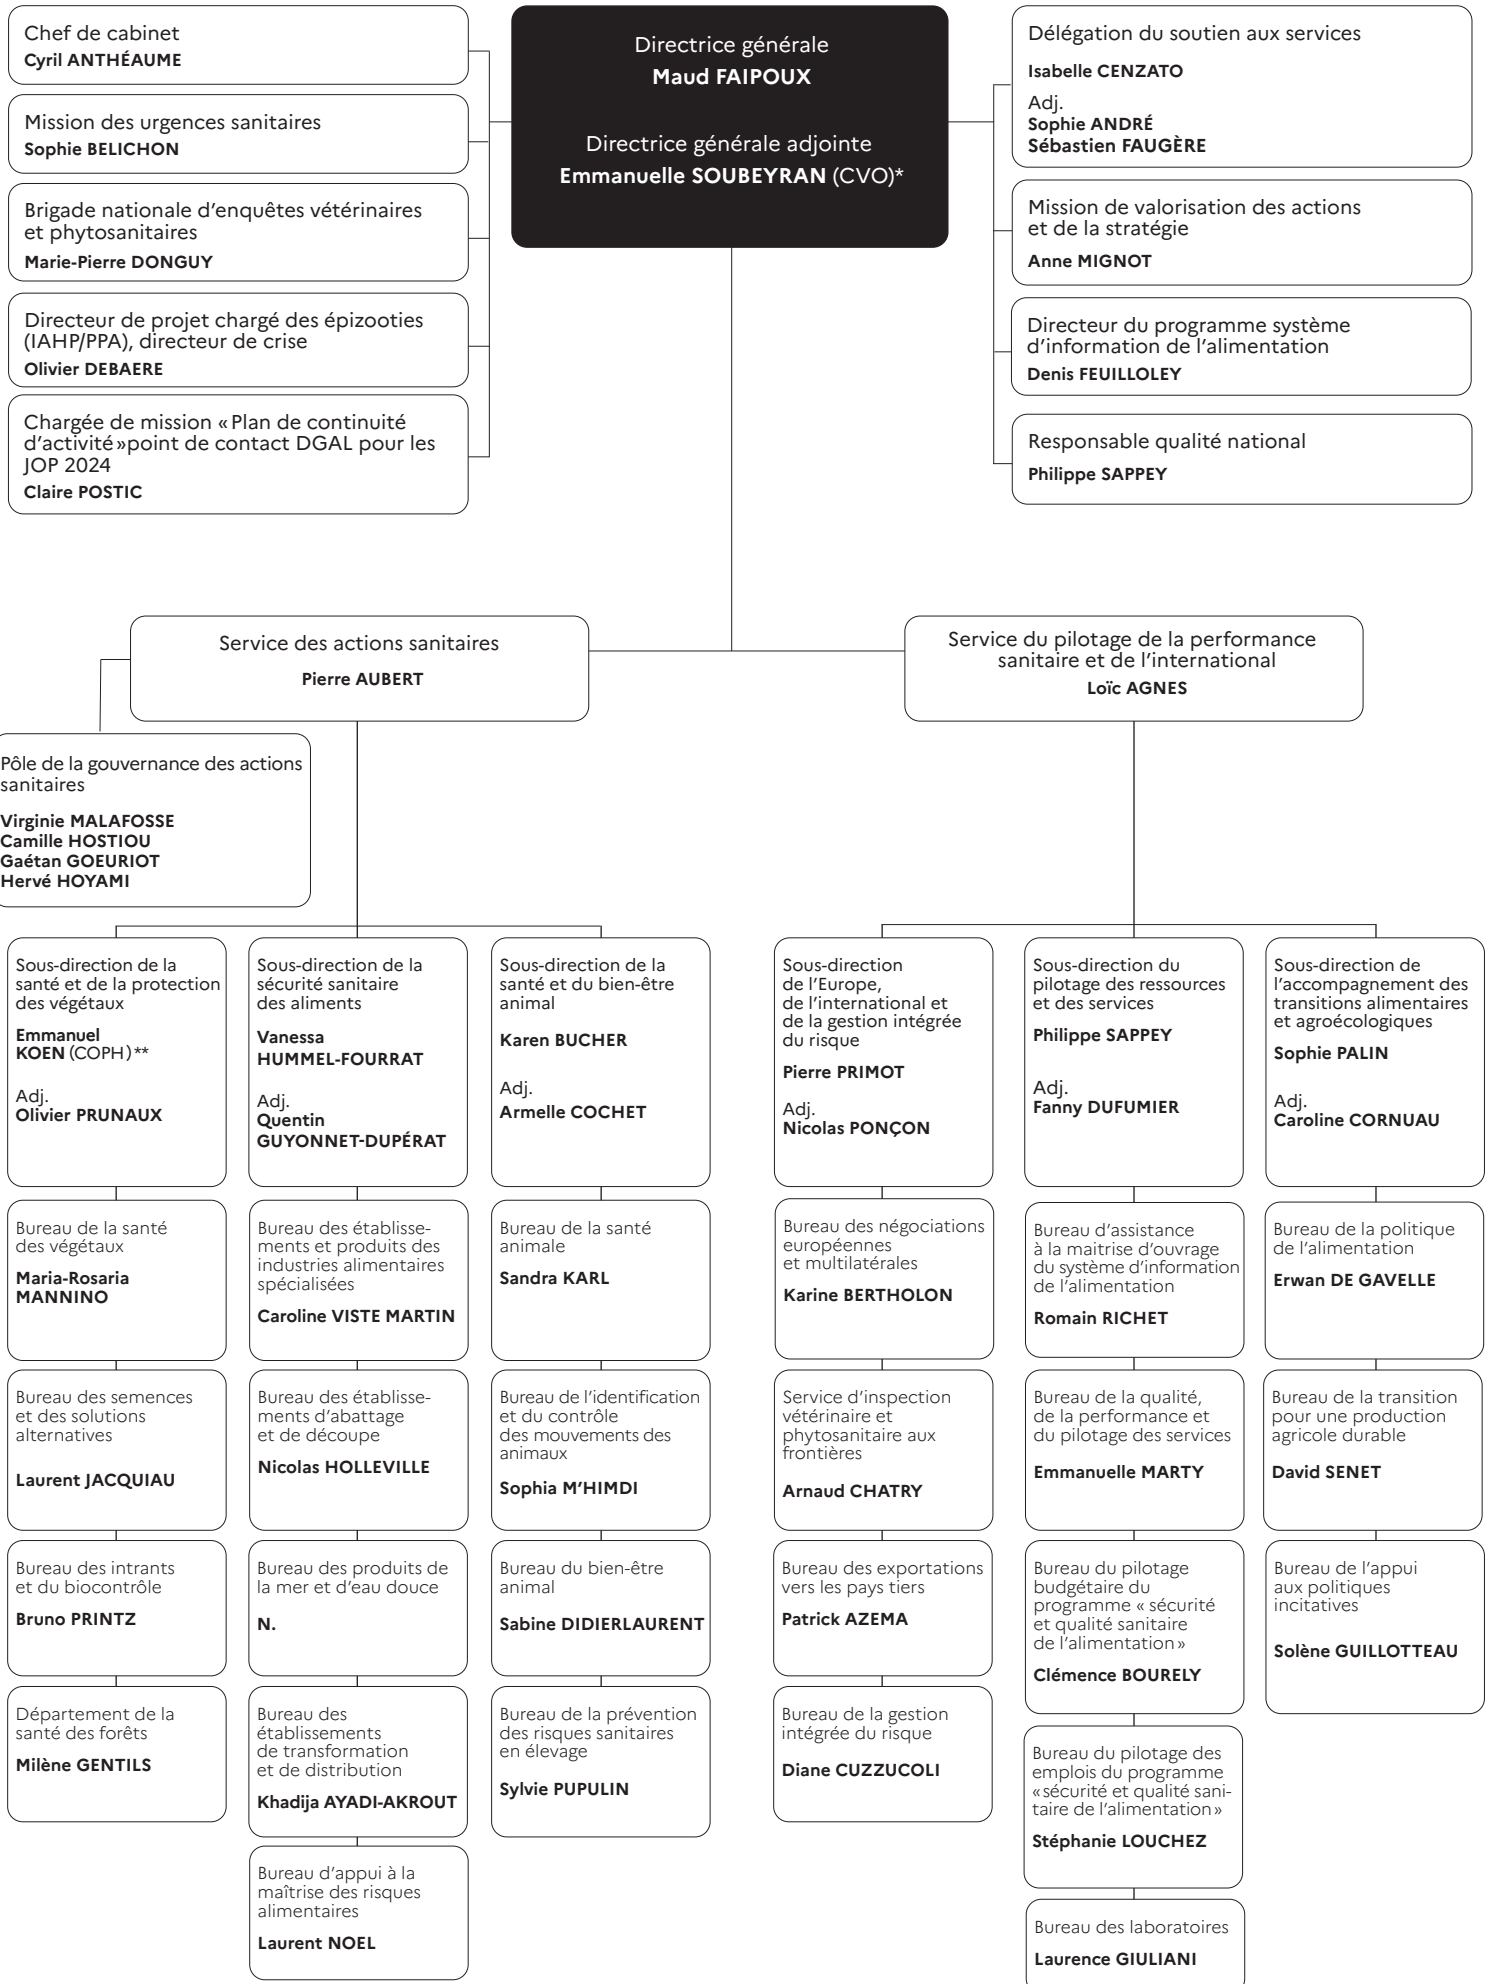 Chef de cabinet
Cyril ANTHÉAUME
Mission des urgences sanitaires
Sophie BELICHON
Brigade nationale d'enquêtes vétérinaires
et phytosanitaires
Marie-Pierre DONGUY
Directeur de projet chargé des épizooties
(IAHP/PPA), directeur de crise
Olivier DEBAERE
Chargée de mission «Plan de continuité
d'activité»point de contact DGAL pour les
JOP 2024
Claire POSTIC
Directrice générale
Maud FAIPOUX
Directrice générale adjointe
Emmanuelle SOUBEYRAN (CVO)*
Délégation du soutien aux services
Isabelle CENZATO
Adj.
Sophie ANDRÉ
Sébastien FAUGÈRE
Mission de valorisation des actions
et de la stratégie
Anne MIGNOT
Directeur du programme système
d'information de l'alimentation
Denis FEUILLOLEY
Responsable qualité national
Philippe SAPPEY
Service des actions sanitaires
Pierre AUBERT
Service du pilotage de la performance
sanitaire et de l'international
Loïc AGNES
Pôle de la gouvernance des actions
sanitaires
Virginie MALAFOSSE
Camille HOSTIOU
Gaétan GOEURIOT
Hervé HOYAMI
Sous-direction de la
santé et de la protection
des végétaux
Emmanuel
KOEN (COPH)**
Adj.
Olivier PRUNAUX
Bureau de la santé
des végétaux
Maria-Rosaria
MANNINO
Bureau des semences
et des solutions
alternatives
Laurent JACQUIAU
Bureau des intrants
et du biocontrôle
Bruno PRINTZ
Département de la
santé des forêts
Milène GENTILS
Sous-direction de la
sécurité sanitaire
des aliments
Vanessa
HUMMEL-FOURRAT
Adj.
Quentin
GUYONNET-DUPÉRAT
Bureau des établisse-
ments et produits des
industries alimentaires
spécialisées
Caroline VISTE MARTIN
Bureau des établisse-
ments d'abattage
et de découpe
Nicolas HOLLEVILLE
Bureau des produits de
la mer et d'eau douce
N.
Bureau des
établissements
de transformation
et de distribution
Khadija AYADI-AKROUT
Bureau d'appui à la
maîtrise des risques
alimentaires
Laurent NOEL
Sous-direction de la
santé et du bien-être
animal
Karen BUCHER
Adj.
Armelle COCHET
Bureau de la santé
animale
Sandra KARL
Bureau de l'identification
et du contrôle
des mouvements des
animaux
Sophia M'HIMDI
Bureau du bien-être
animal
Sabine DIDIERLAURENT
Bureau de la prévention
des risques sanitaires
en élevage
Sylvie PUPULIN
Sous-direction
de l'Europe,
de l'international et
de la gestion intégrée
du risque
Pierre PRIMOT
Adj.
Nicolas PONÇON
Bureau des négociations
européennes
et multilatérales
Karine BERTHOLON
Service d'inspection
vétérinaire et
phytosanitaire aux
frontières
Arnaud CHATRY
Bureau des exportations
vers les pays tiers
Patrick AZEMA
Bureau de la gestion
intégrée du risque
Diane CUZZUCOLI
Sous-direction du
pilotage des ressources
et des services
Philippe SAPPEY
Adj.
Fanny DUFUMIER
Bureau d'assistance
à la maitrise d'ouvrage
du système d'information
de l'alimentation
Romain RICHET
Bureau de la qualité,
de la performance et
du pilotage des services
Emmanuelle MARTY
Bureau du pilotage
budgétaire du
programme « sécurité
et qualité sanitaire
de l'alimentation»
Clémence BOURELY
Bureau du pilotage des
emplois du programme
«sécurité et qualité sani-
taire de l'alimentation»
Stéphanie LOUCHEZ
Bureau des laboratoires
Laurence GIULIANI
Sous-direction de
l'accompagnement des
transitions alimentaires
et agroécologiques
Sophie PALIN
Adj.
Caroline CORNUAU
Bureau de la politique
de l'alimentation
Erwan DE GAVELLE
Bureau de la transition
pour une production
agricole durable
David SENET
Bureau de l'appui
aux politiques
incitatives
Solène GUILLOTTEAU